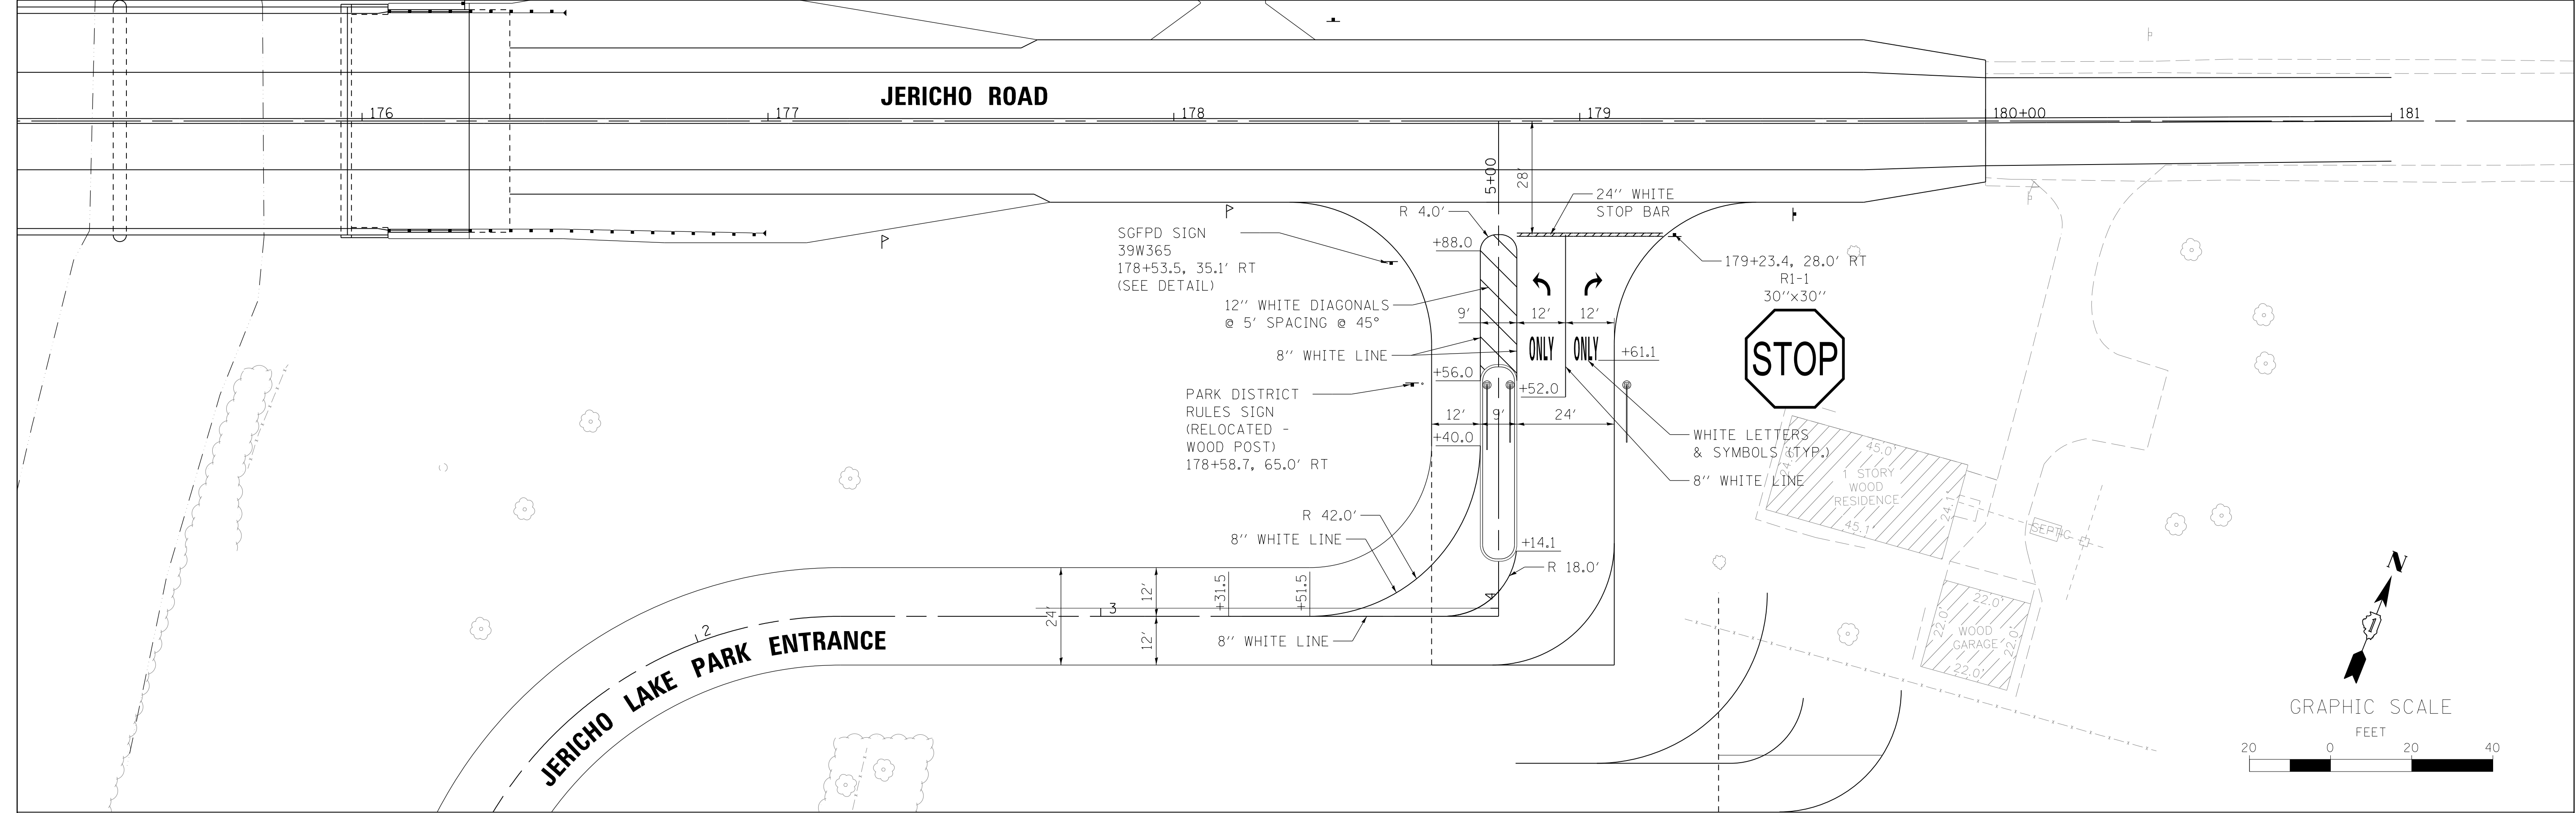 JERICHO ROAD
176
177
178
179
180+00
181
5+00
28'
24" WHITE
STOP BAR
R 4.0'
SGFPD SIGN
39W365
178+53.5, 35.1' RT
(SEE DETAIL)
+88.0
179+23.4, 28.0' RT
R1-1
30"x30"
STOP
12" WHITE DIAGONALS
@ 5' SPACING @ 45°
9'
12'
12'
8" WHITE LINE
ONLY
ONLY
+61.1
+56.0
+52.0
PARK DISTRICT
RULES SIGN
(RELOCATED -
WOOD POST)
178+58.7, 65.0' RT
12'
9'
24'
+40.0
WHITE LETTERS
& SYMBOLS (TYP.)
8" WHITE LINE
45.0'
1 STORY
WOOD
RESIDENCE
24.1'
45.1'
SEPTIC
R 42.0'
8" WHITE LINE
+14.1
R 18.0'
24'
12'
12'
+31.5
+51.5
3
4
8" WHITE LINE
2
JERICHO LAKE PARK ENTRANCE
22.0'
22.0'
WOOD
GARAGE
22.0'
22.0'
N
GRAPHIC SCALE
FEET
20
0
20
40